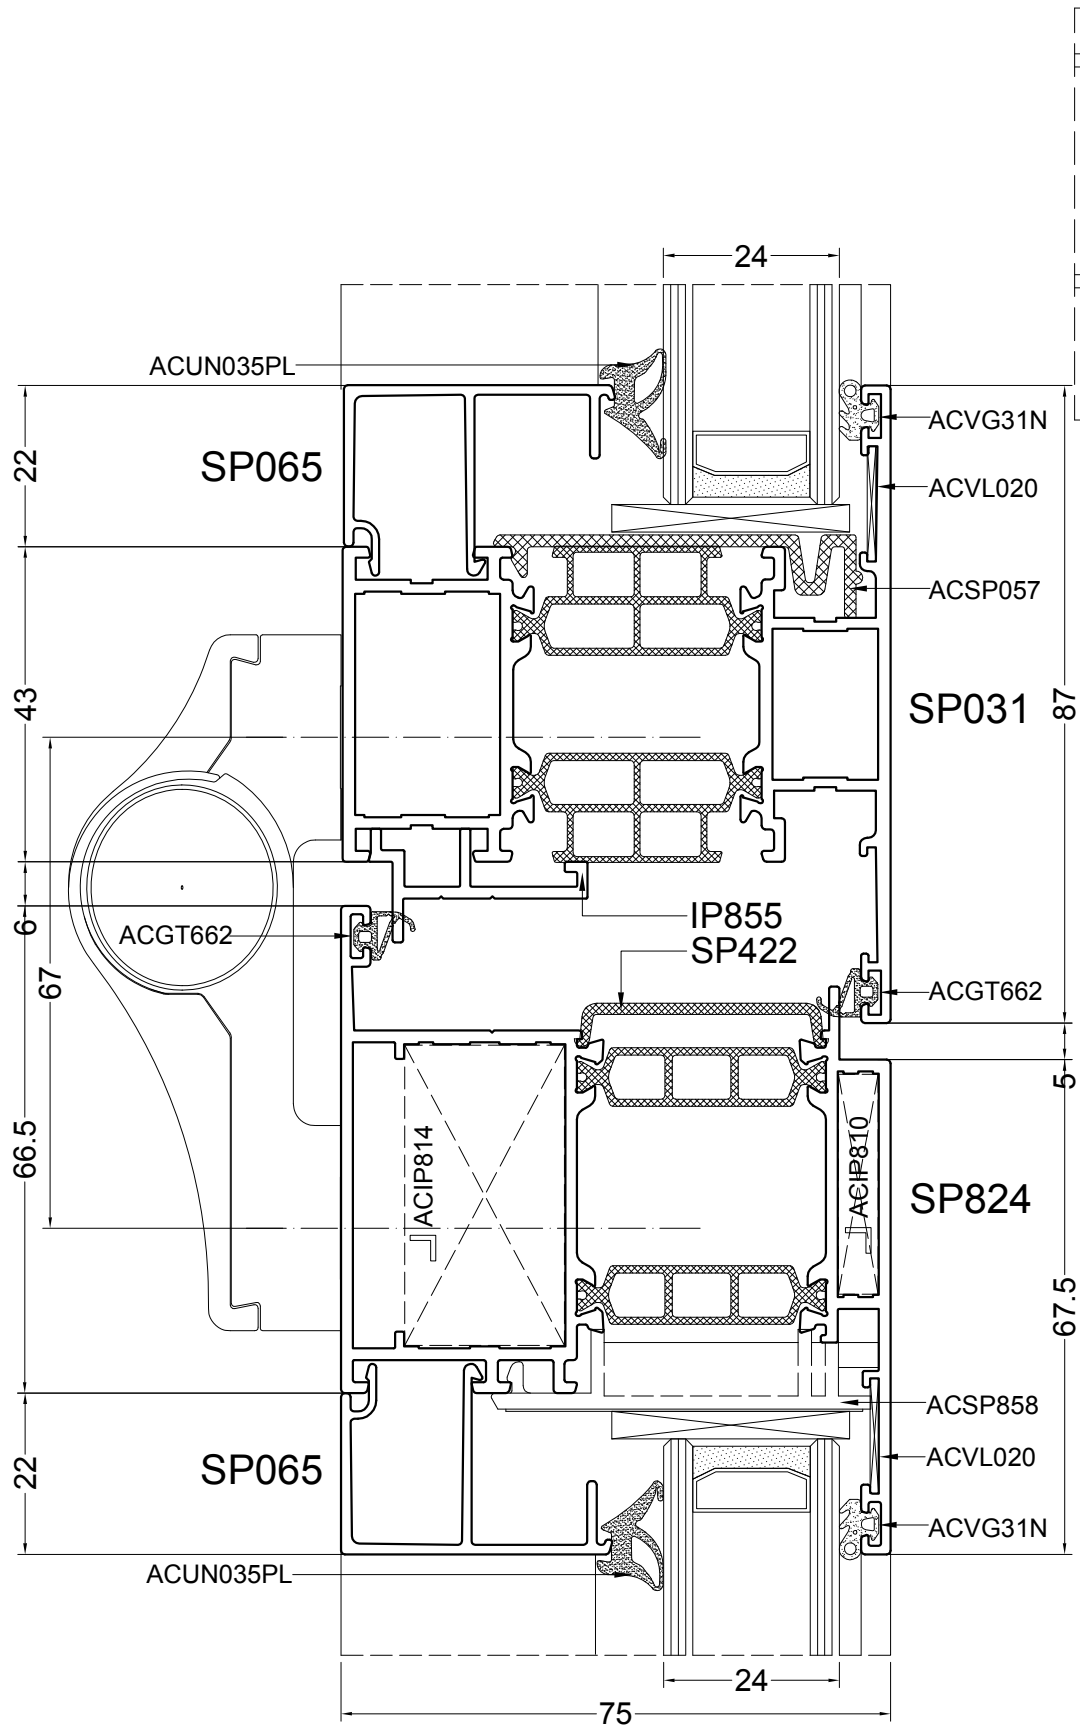 24
ACUN035PL
ACVG31N
22
SP065
ACVL020
ACSP057
43
SP031
87
6
ACGT662
IP855
SP422
67
ACGT662
5
66.5
ACIP814
ACIP810
SP824
67.5
ACSP858
22
SP065
ACVL020
ACVG31N
ACUN035PL
24
75